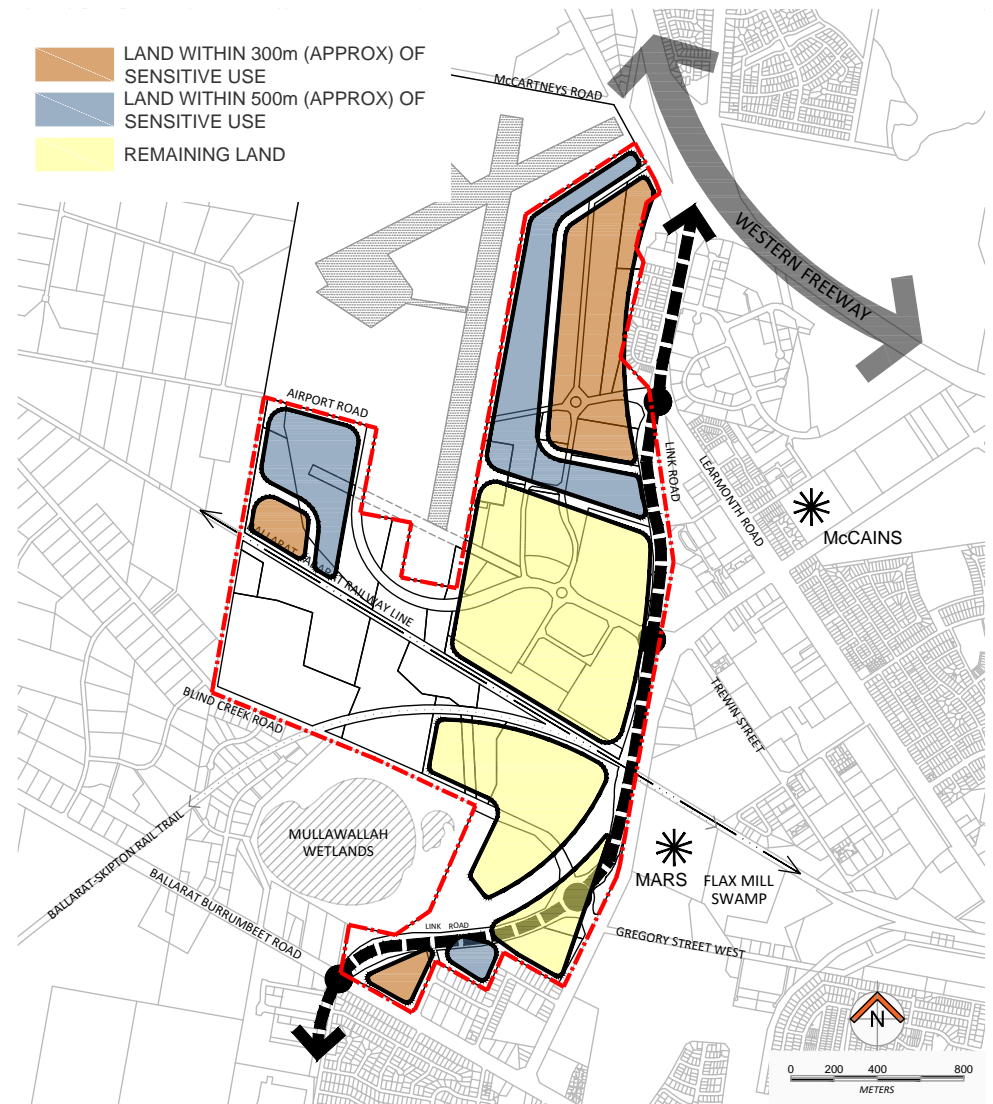 LAND WITHIN 300m (APPROX) OF
SENSITIVE USE
LAND WITHIN 500m (APPROX) OF
SENSITIVE USE
REMAINING LAND
McCARTNEYS ROAD
WESTERN FREEWAY
AIRPORT ROAD
LINK ROAD
LEARMONTH ROAD
McCAINS
RAILWAY LINE
TREWIN STREET
BLIND CREEK ROAD
MULLAWALLAH
WETLANDS
BALLARAT-SKIPTON RAIL TRAIL
BALLARAT BURRUMBEET ROAD
MARS
FLAX MILL
SWAMP
LINK ROAD
GREGORY STREET WEST
N
0 200 400 800
METERS